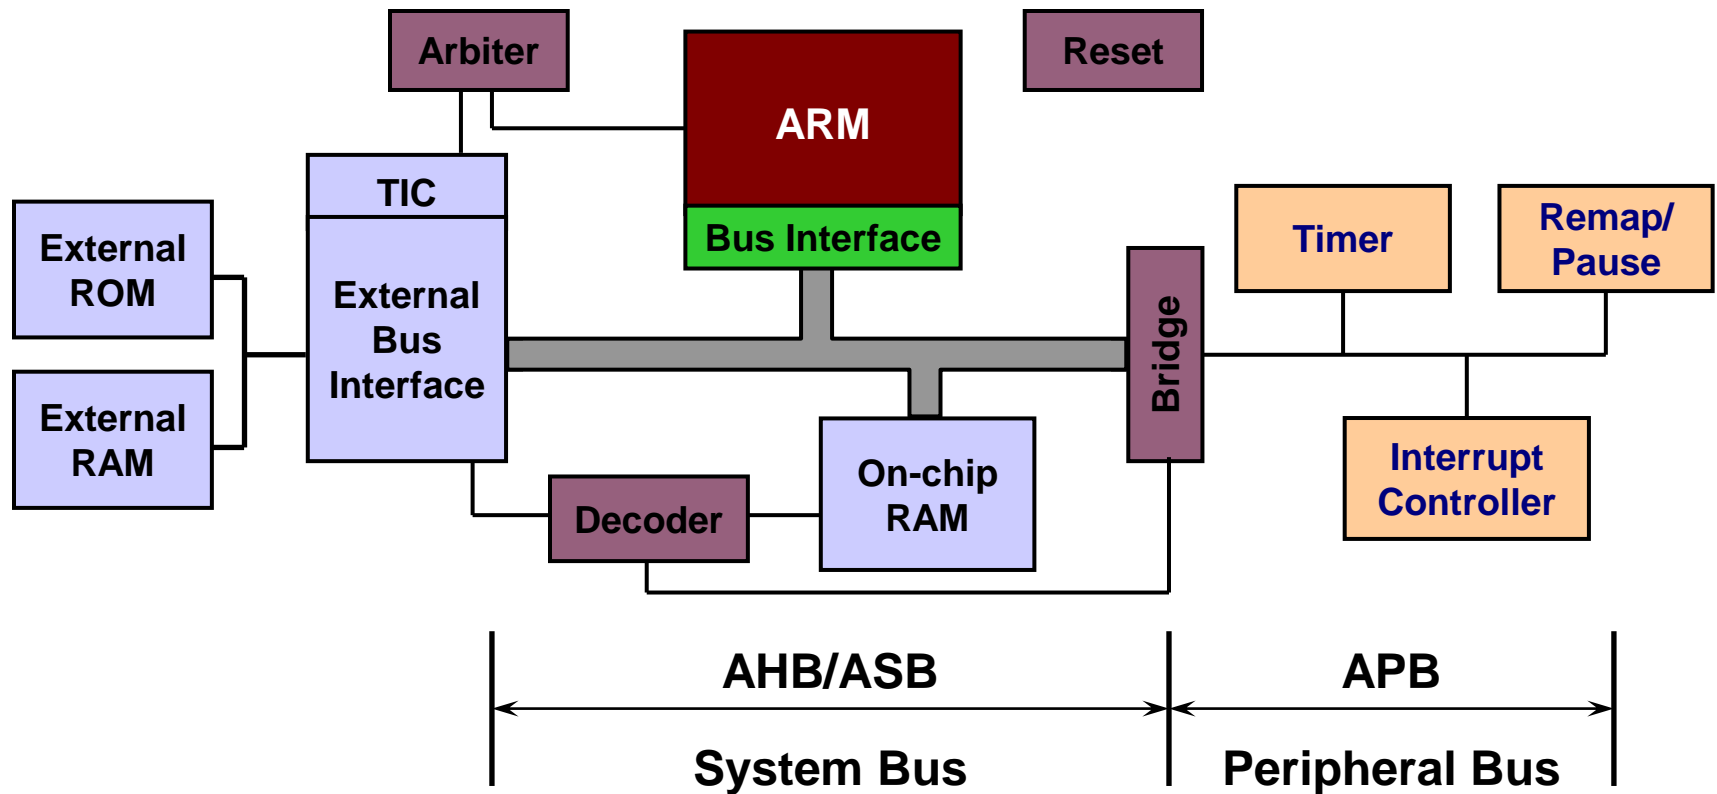 Arbiter
ARM
Reset
TIC
External
ROM
Bus Interface
Timer
Remap/
Pause
External
Bus
Interface
Bridge
External
RAM
On-chip
RAM
Interrupt
Controller
Decoder
AHB/ASB
APB
System Bus
Peripheral Bus